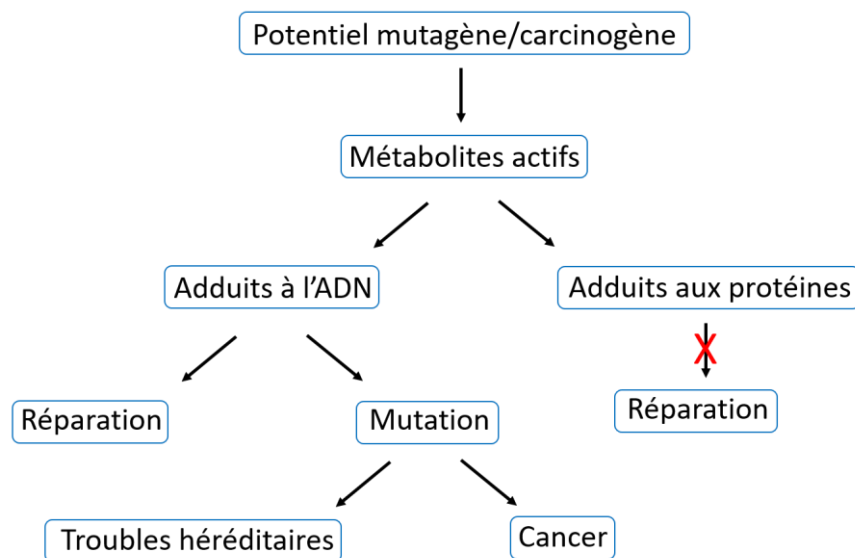 Potentiel mutagène/carcinogène
Métabolites actifs
Adduits à l'ADN
Adduits aux protéines
Réparation
Mutation
Réparation
Troubles héréditaires
Cancer